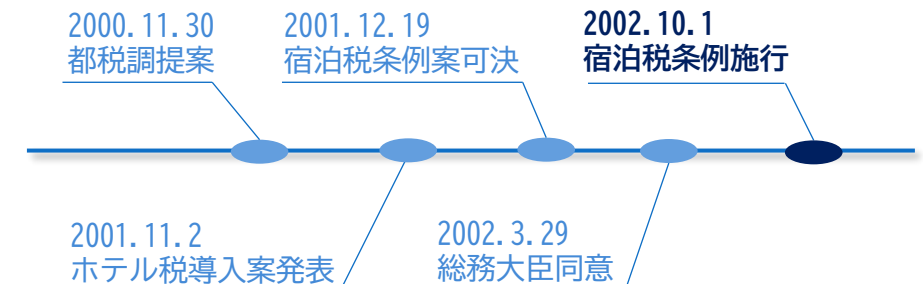 2000.11.30
都税調提案
2001.12.19
宿泊税条例案可決
2002.10.1
宿泊税条例施行
2001.11.2
ホテル税導入案発表
2002.3.29
総務大臣同意